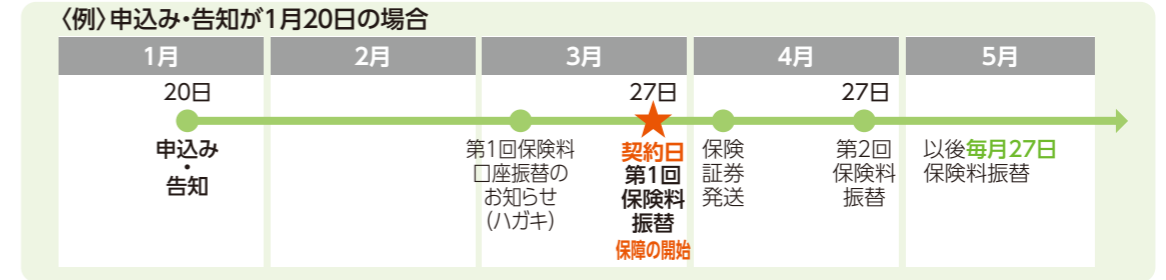 〈例〉申込み・告知が1月20日の場合
1月
2月
3月
4月
5月
20日
27日
27日
申込み
・
告知
第1回保険料
口座振替の
お知らせ
(ハガキ)
契約日
第1回
保険料
振替
保障の開始
保険
証券
発送
第2回
保険料
振替
以後毎月27日
保険料振替